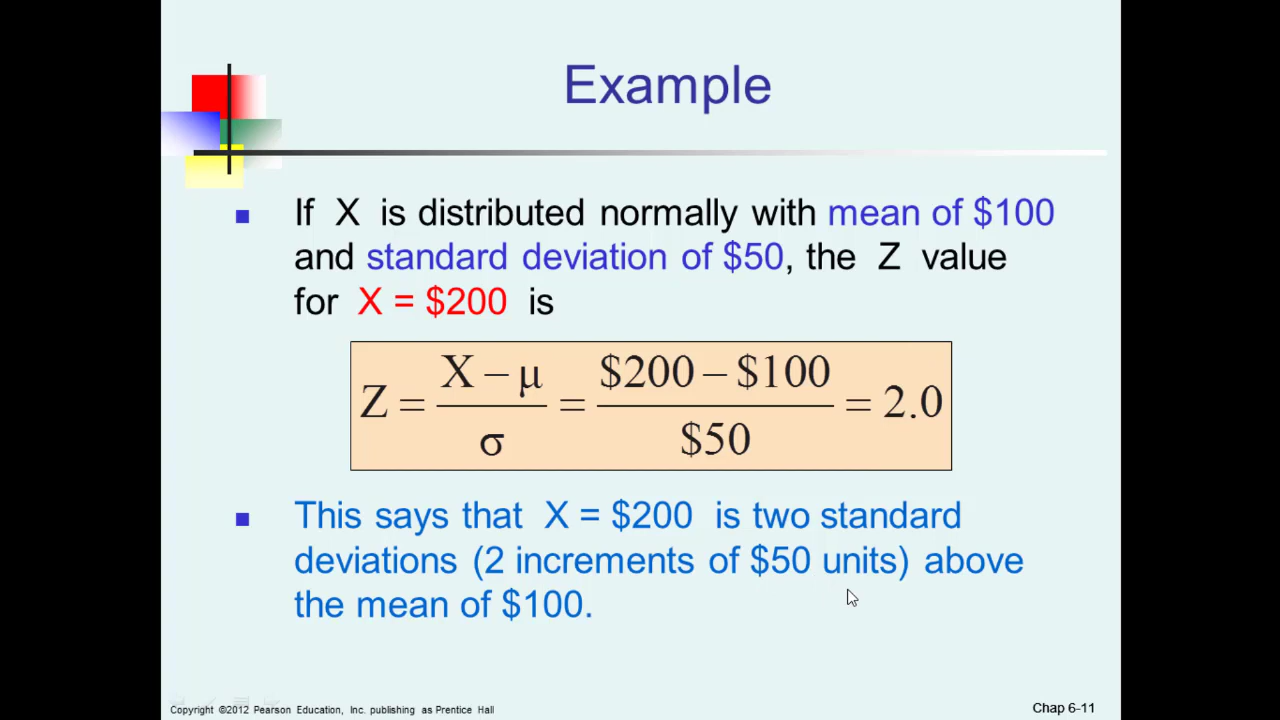 Example
If X is distributed normally with mean of $100
and standard deviation of $50, the Z value
for X = $200 is
Z = (X − μ) / σ = ($200 − $100) / $50 = 2.0
This says that X = $200 is two standard
deviations (2 increments of $50 units) above
the mean of $100.
Copyright ©2012 Pearson Education, Inc. publishing as Prentice Hall
Chap 6-11